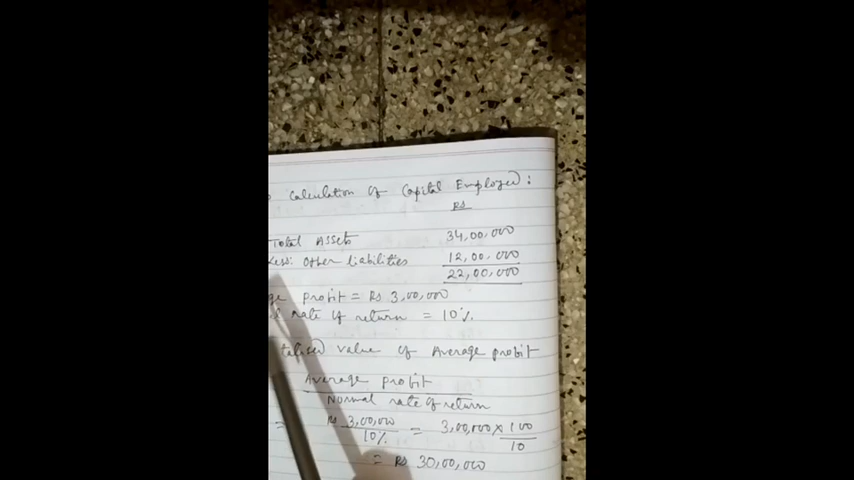 Calculation of Capital Employed :
Rs
Total Assets 34,00,000
Less: Other liabilities 12,00,000
22,00,000
ge profit = Rs 3,00,000
l rate of return = 10%
talised value of Average profit
Average profit
Normal rate of return
= Rs 3,00,000 = 3,00,000 × 100
10% 10
= Rs 30,00,000